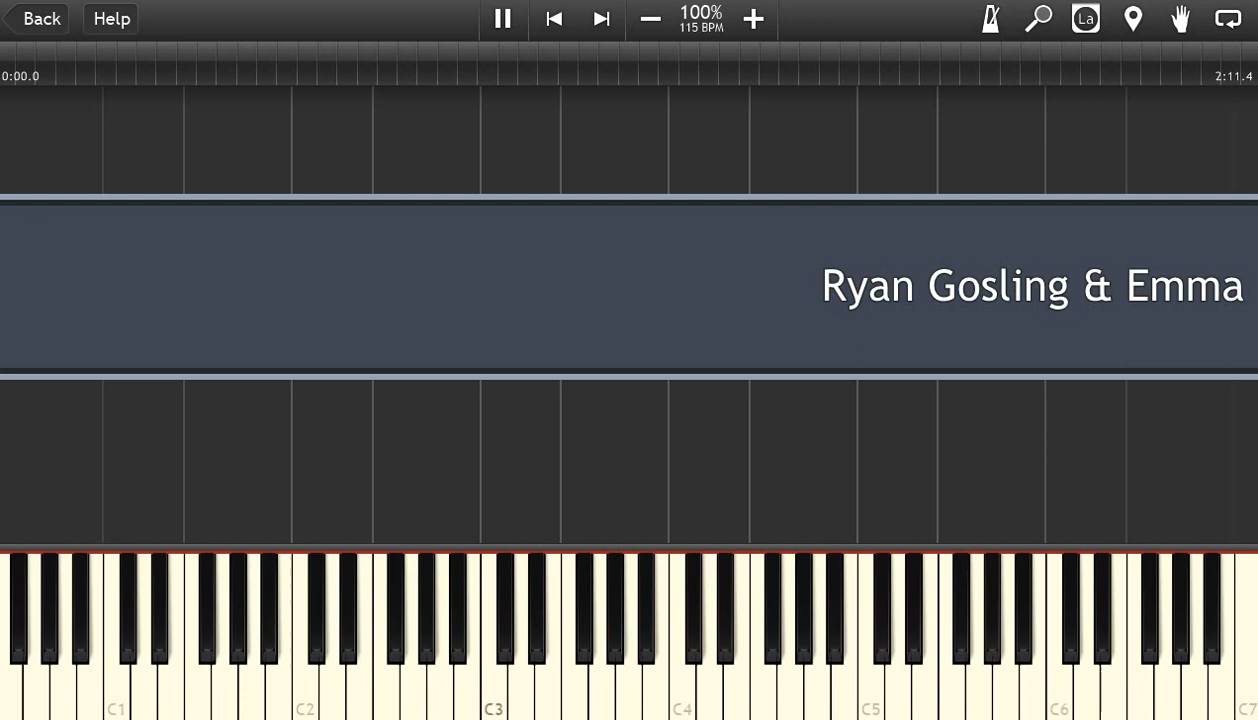 Back
Help
100%
115 BPM
La
0:00.0
2:11.4
Ryan Gosling & Emma
C1
C2
C3
C4
C5
C6
C7